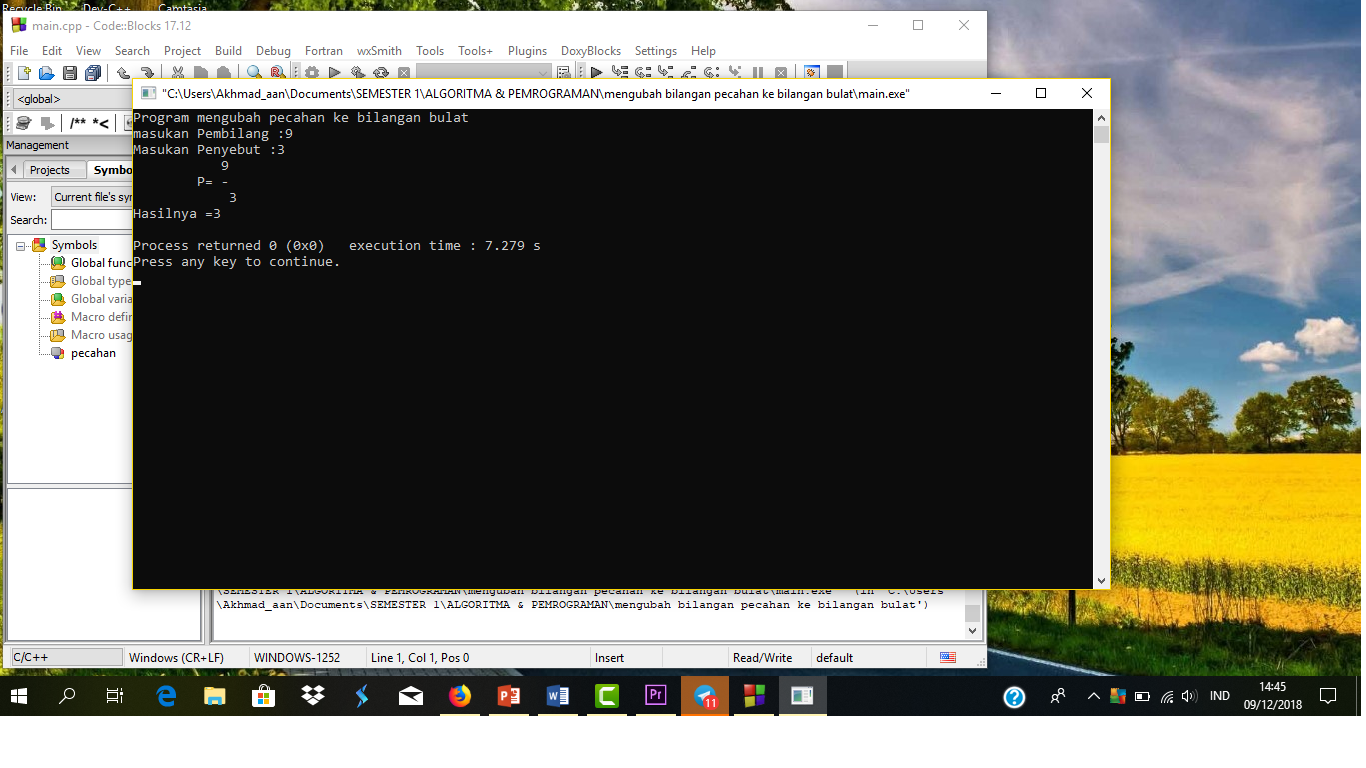 Recycle Bin Dev-C++ Camtasia
main.cpp - Code::Blocks 17.12
File Edit View Search Project Build Debug Fortran wxSmith Tools Tools+ Plugins DoxyBlocks Settings Help
"C:\Users\Akhmad_aan\Documents\SEMESTER 1\ALGORITMA & PEMROGRAMAN\mengubah bilangan pecahan ke bilangan bulat\main.exe"
<global>
/** *<
Management
Projects Symbo
View: Current file's syr
Search:
Symbols
Global func
Global type
Global varia
Macro defin
Macro usag
pecahan
Program mengubah pecahan ke bilangan bulat
masukan Pembilang :9
Masukan Penyebut :3
9
P= -
3
Hasilnya =3
Process returned 0 (0x0) execution time : 7.279 s
Press any key to continue.
\SEMESTER 1\ALGORITMA & PEMROGRAMAN\mengubah bilangan pecahan ke bilangan bulat\main.exe" (in 'C:\Users
\Akhmad_aan\Documents\SEMESTER 1\ALGORITMA & PEMROGRAMAN\mengubah bilangan pecahan ke bilangan bulat')
C/C++ Windows (CR+LF) WINDOWS-1252 Line 1, Col 1, Pos 0 Insert Read/Write default
11
IND
14:45
09/12/2018